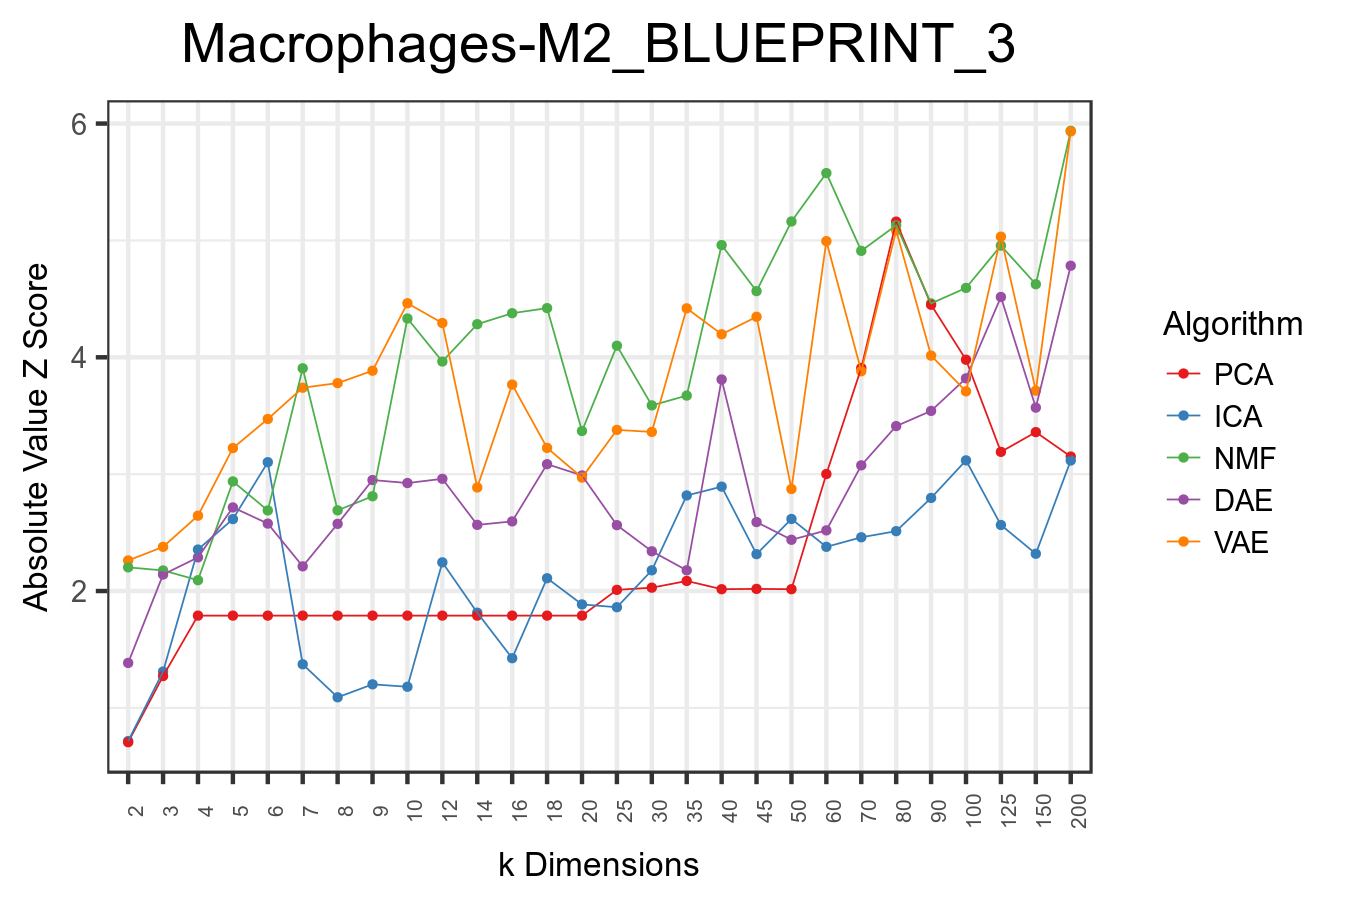 Macrophages-M2_BLUEPRINT_3
Absolute Value Z Score
6
4
2
2 3 4 5 6 7 8 9 10 12 14 16 18 20 25 30 35 40 45 50 60 70 80 90 100 125 150 200
k Dimensions
Algorithm
PCA
ICA
NMF
DAE
VAE